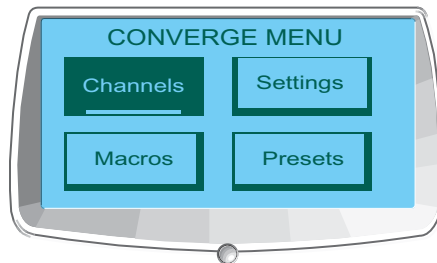 CONVERGE MENU
Channels
Settings
Macros
Presets